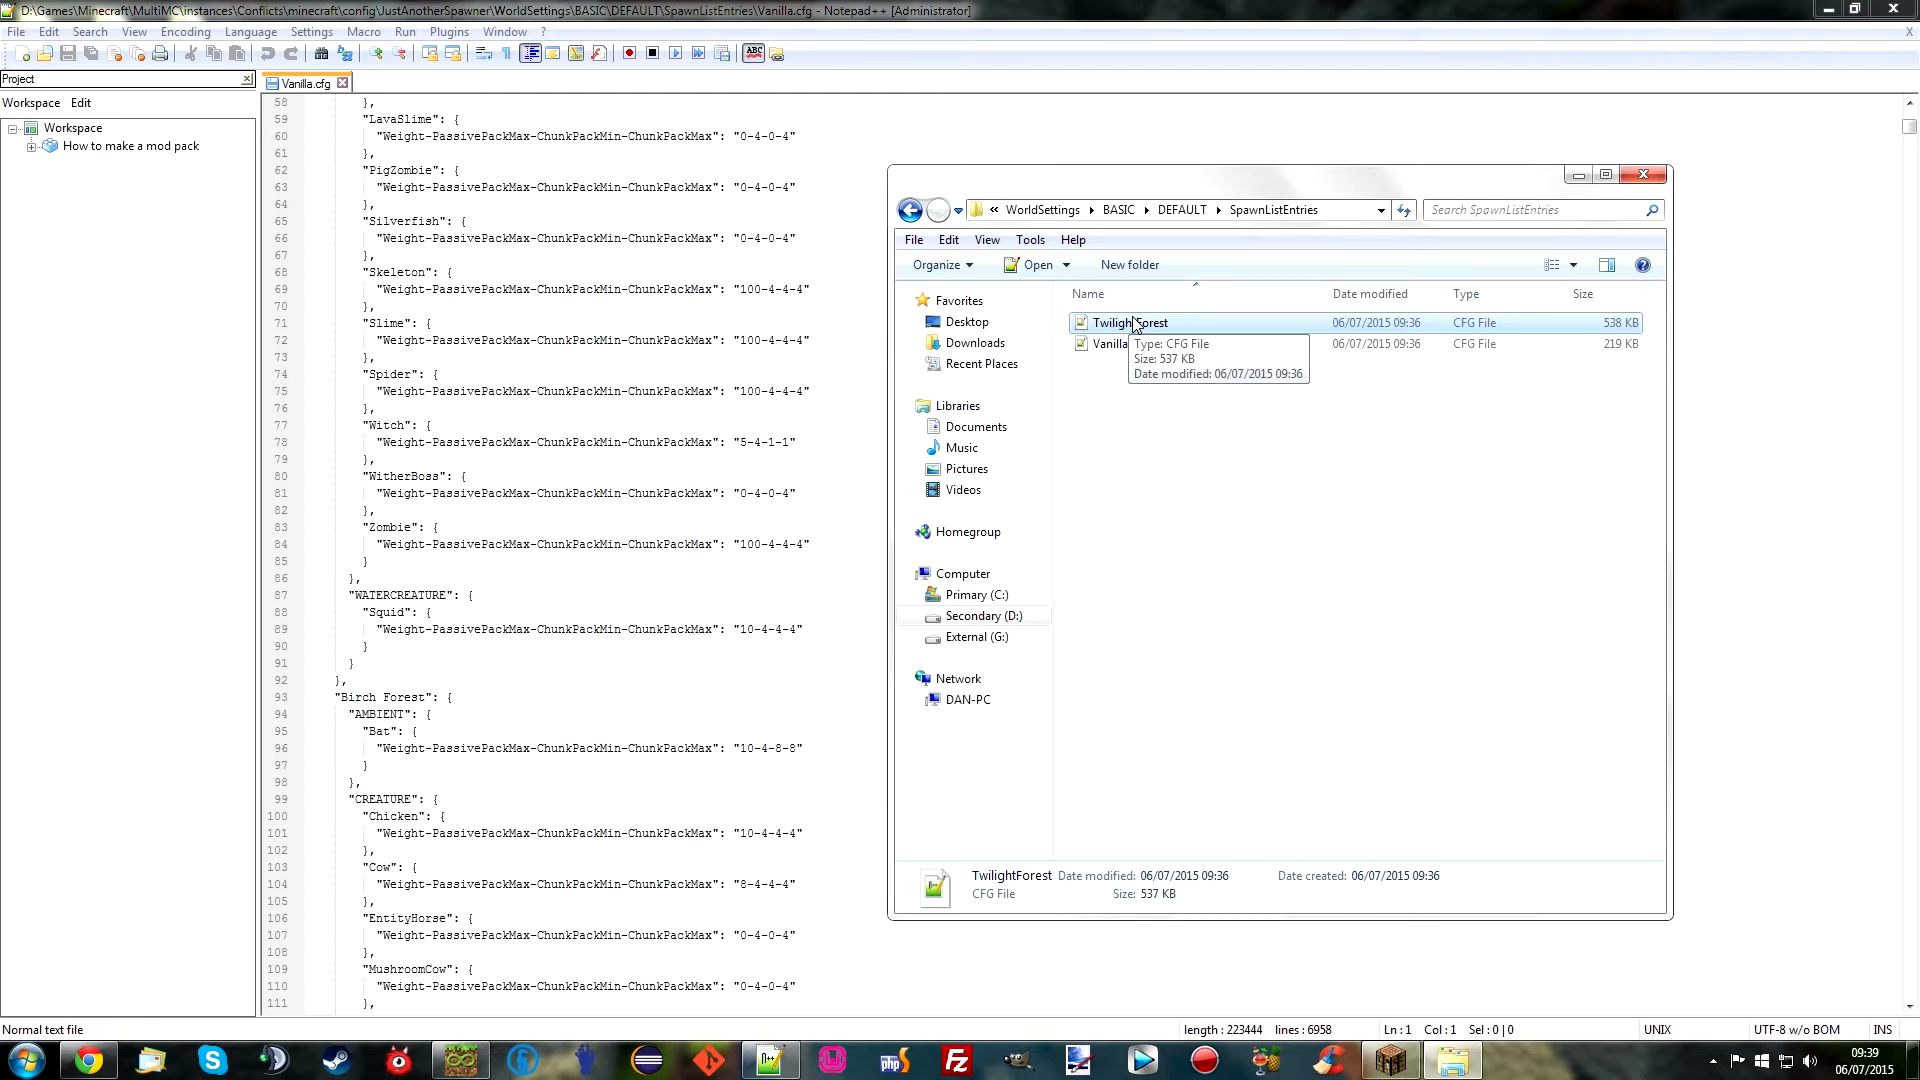 D:\Games\Minecraft\MultiMC\instances\Conflicts\minecraft\config\JustAnotherSpawner\WorldSettings\BASIC\DEFAULT\SpawnListEntries\Vanilla.cfg - Notepad++ [Administrator]
File Edit Search View Encoding Language Settings Macro Run Plugins Window ? X
Project
Vanilla.cfg
Workspace Edit
Workspace
How to make a mod pack
58 },
59 "LavaSlime": {
60 "Weight-PassivePackMax-ChunkPackMin-ChunkPackMax": "0-4-0-4"
61 },
62 "PigZombie": {
63 "Weight-PassivePackMax-ChunkPackMin-ChunkPackMax": "0-4-0-4"
64 },
65 "Silverfish": {
66 "Weight-PassivePackMax-ChunkPackMin-ChunkPackMax": "0-4-0-4"
67 },
68 "Skeleton": {
69 "Weight-PassivePackMax-ChunkPackMin-ChunkPackMax": "100-4-4-4"
70 },
71 "Slime": {
72 "Weight-PassivePackMax-ChunkPackMin-ChunkPackMax": "100-4-4-4"
73 },
74 "Spider": {
75 "Weight-PassivePackMax-ChunkPackMin-ChunkPackMax": "100-4-4-4"
76 },
77 "Witch": {
78 "Weight-PassivePackMax-ChunkPackMin-ChunkPackMax": "5-4-1-1"
79 },
80 "WitherBoss": {
81 "Weight-PassivePackMax-ChunkPackMin-ChunkPackMax": "0-4-0-4"
82 },
83 "Zombie": {
84 "Weight-PassivePackMax-ChunkPackMin-ChunkPackMax": "100-4-4-4"
85 }
86 },
87 "WATERCREATURE": {
88 "Squid": {
89 "Weight-PassivePackMax-ChunkPackMin-ChunkPackMax": "10-4-4-4"
90 }
91 }
92 },
93 "Birch Forest": {
94 "AMBIENT": {
95 "Bat": {
96 "Weight-PassivePackMax-ChunkPackMin-ChunkPackMax": "10-4-8-8"
97 }
98 },
99 "CREATURE": {
100 "Chicken": {
101 "Weight-PassivePackMax-ChunkPackMin-ChunkPackMax": "10-4-4-4"
102 },
103 "Cow": {
104 "Weight-PassivePackMax-ChunkPackMin-ChunkPackMax": "8-4-4-4"
105 },
106 "EntityHorse": {
107 "Weight-PassivePackMax-ChunkPackMin-ChunkPackMax": "0-4-0-4"
108 },
109 "MushroomCow": {
110 "Weight-PassivePackMax-ChunkPackMin-ChunkPackMax": "0-4-0-4"
111 },
« WorldSettings BASIC DEFAULT SpawnListEntries Search SpawnListEntries
File Edit View Tools Help
Organize Open New folder
Name Date modified Type Size
TwilightForest 06/07/2015 09:36 CFG File 538 KB
Vanilla 06/07/2015 09:36 CFG File 219 KB
Type: CFG File
Size: 537 KB
Date modified: 06/07/2015 09:36
Favorites
Desktop
Downloads
Recent Places
Libraries
Documents
Music
Pictures
Videos
Homegroup
Computer
Primary (C:)
Secondary (D:)
External (G:)
Network
DAN-PC
TwilightForest Date modified: 06/07/2015 09:36 Date created: 06/07/2015 09:36
CFG File Size: 537 KB
Normal text file length : 223444 lines : 6958 Ln : 1 Col : 1 Sel : 0 | 0 UNIX UTF-8 w/o BOM INS
09:39
06/07/2015